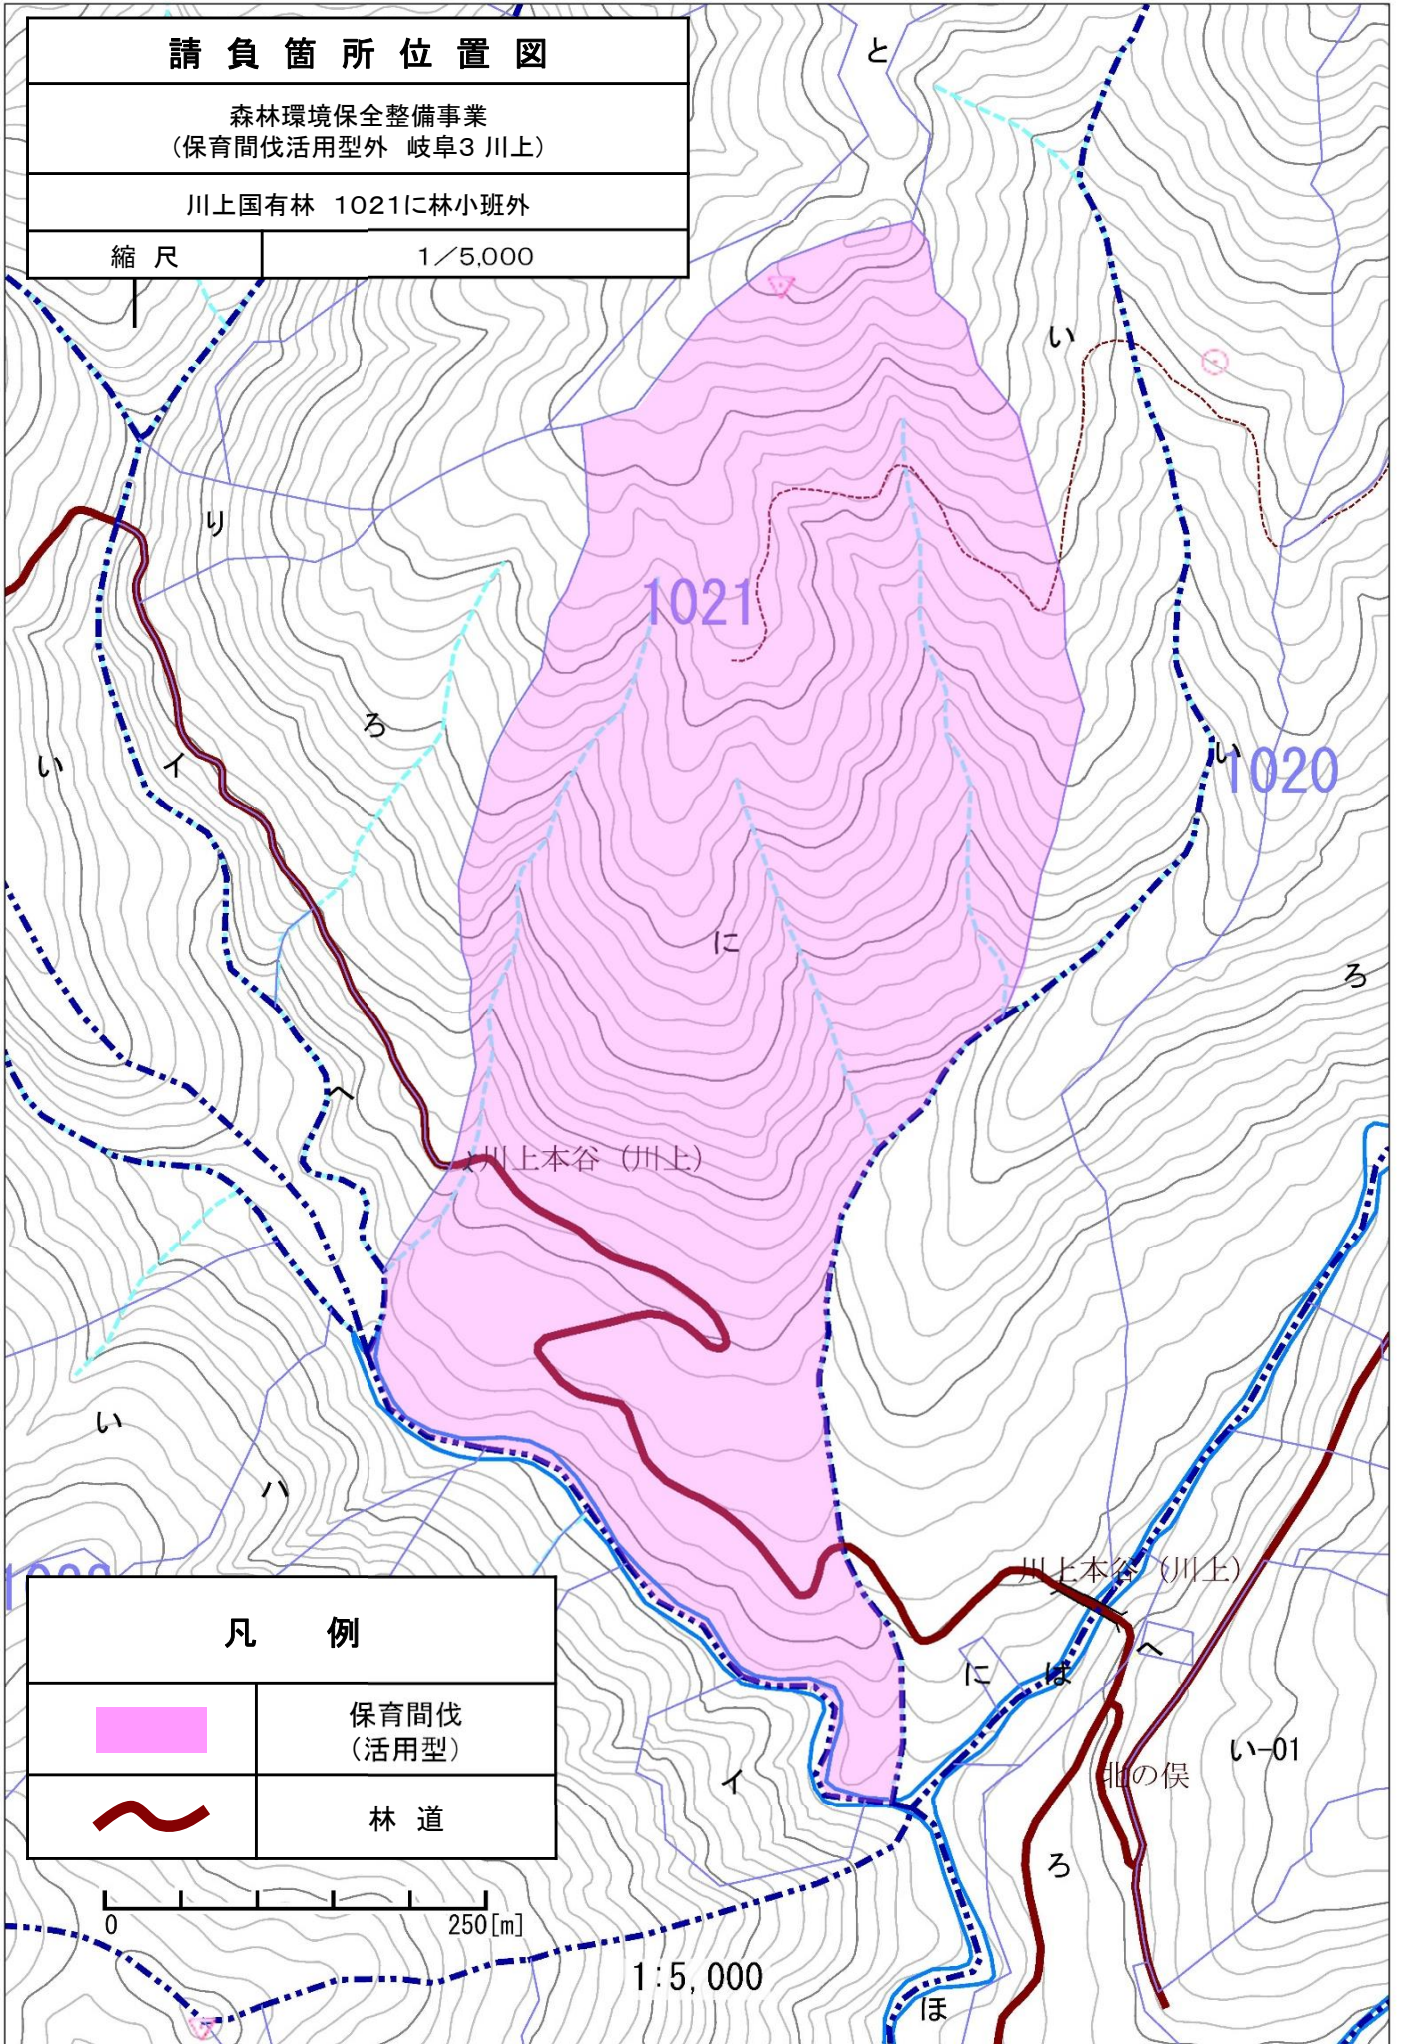 請負箇所位置図
森林環境保全整備事業
(保育間伐活用型外 岐阜3 川上)
川上国有林 1021に林小班外
縮尺 1／5,000
と
い
り
1021
ろ
い
イ
い
1020
に
ろ
へ
川上本谷（川上）
い
ハ
川上本谷（川上）
に
は
へ
い-01
北の俣
イ
ろ
ほ
凡例
保育間伐
（活用型）
林道
0 250[m]
1:5,000